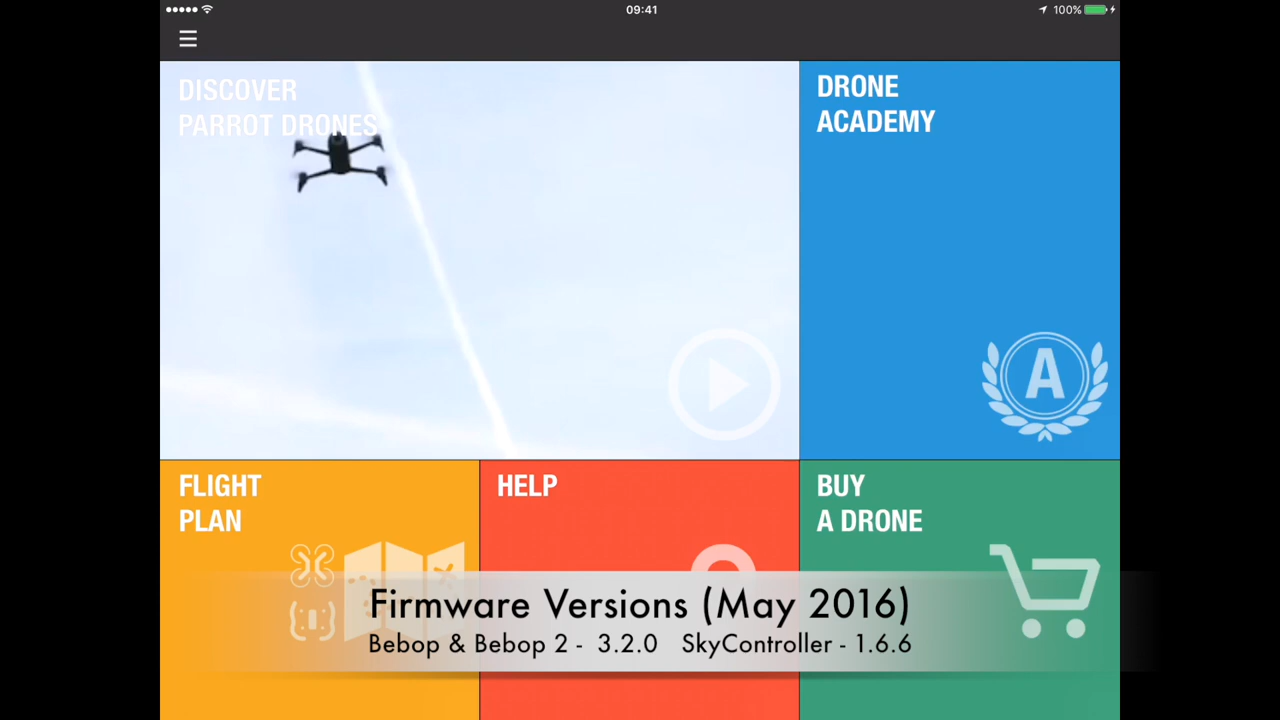 09:41
100%
DISCOVER
PARROT DRONES
DRONE
ACADEMY
A
FLIGHT
PLAN
HELP
BUY
A DRONE
Firmware Versions (May 2016)
Bebop & Bebop 2 - 3.2.0 SkyController - 1.6.6